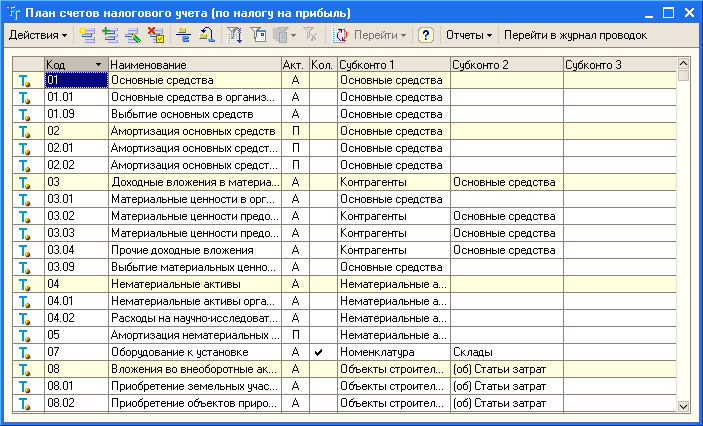 План счетов налогового учета (по налогу на прибыль)
Действия Перейти ? Отчеты Перейти в журнал проводок
Код Наименование Акт. Кол. Субконто 1 Субконто 2 Субконто 3
01 Основные средства А Основные средства
01.01 Основные средства в организ... А Основные средства
01.09 Выбытие основных средств А Основные средства
02 Амортизация основных средств П Основные средства
02.01 Амортизация основных средст... П Основные средства
02.02 Амортизация основных средст... П Основные средства
03 Доходные вложения в материа... А Контрагенты Основные средства
03.01 Материальные ценности в орг... А Основные средства
03.02 Материальные ценности предо... А Контрагенты Основные средства
03.03 Материальные ценности предо... А Контрагенты Основные средства
03.04 Прочие доходные вложения А Контрагенты Основные средства
03.09 Выбытие материальных ценно... А Основные средства
04 Нематериальные активы А Нематериальные а...
04.01 Нематериальные активы орга... А Нематериальные а...
04.02 Расходы на научно-исследоват... А Нематериальные а...
05 Амортизация нематериальных ... П Нематериальные а...
07 Оборудование к установке А ✔ Номенклатура Склады
08 Вложения во внеоборотные ак... А Объекты строител... (об) Статьи затрат
08.01 Приобретение земельных учас... А Объекты строител... (об) Статьи затрат
08.02 Приобретение объектов приро... А Объекты строител... (об) Статьи затрат